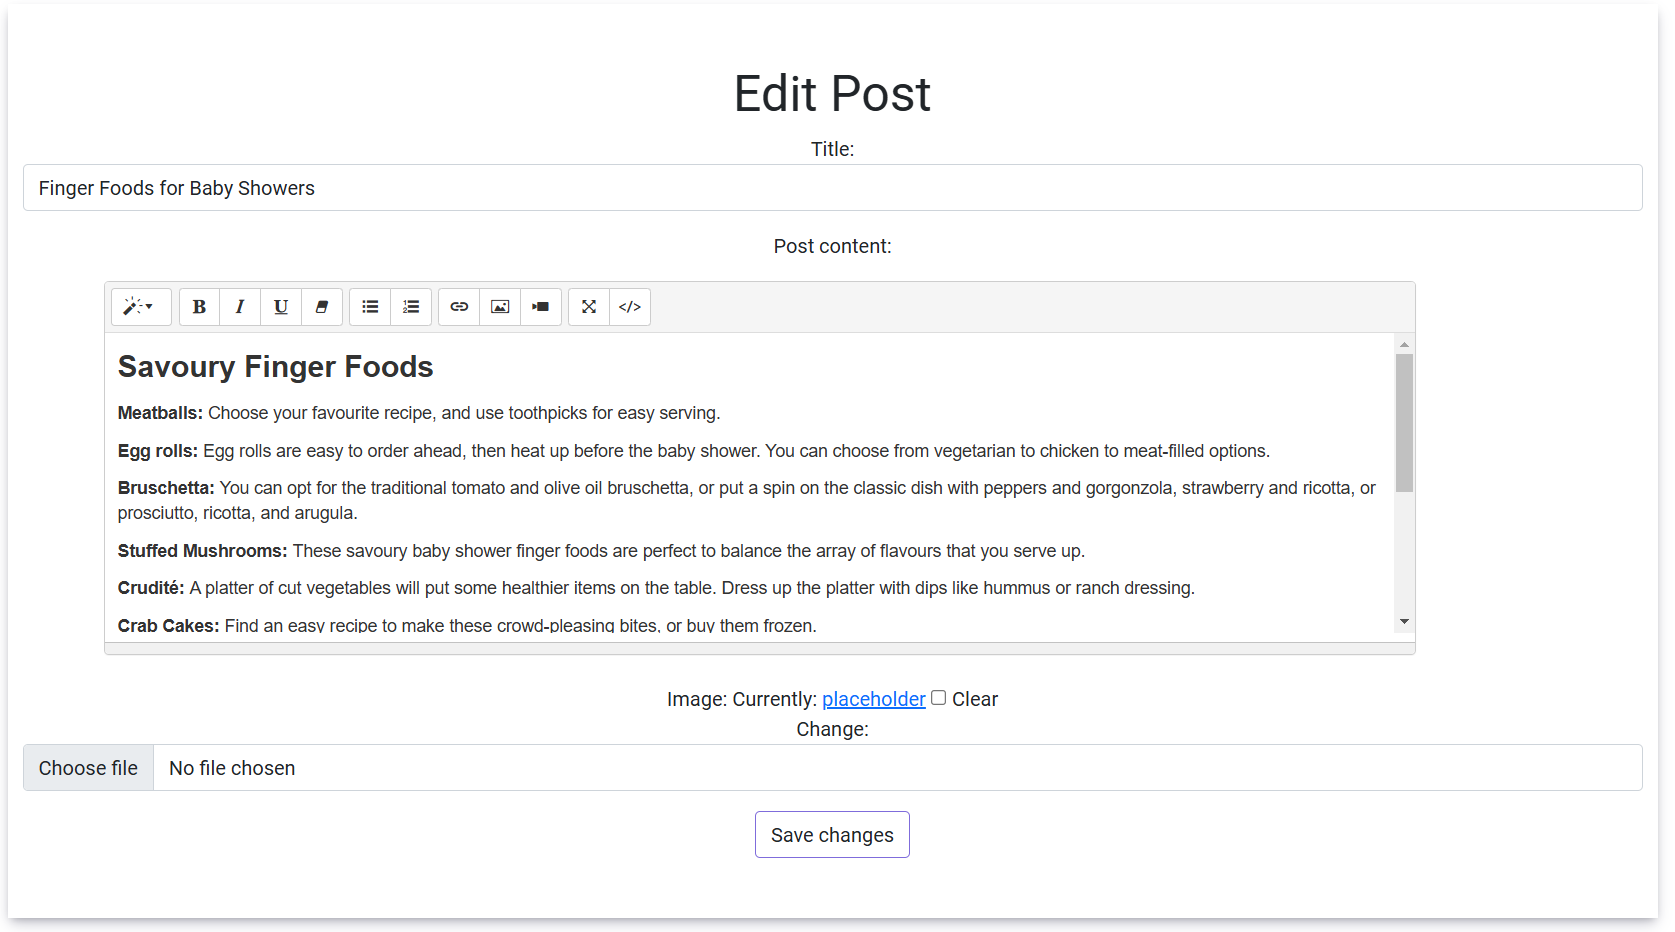 Edit Post
Title:
Finger Foods for Baby Showers
Post content:
B I U </>
Savoury Finger Foods
Meatballs: Choose your favourite recipe, and use toothpicks for easy serving.
Egg rolls: Egg rolls are easy to order ahead, then heat up before the baby shower. You can choose from vegetarian to chicken to meat-filled options.
Bruschetta: You can opt for the traditional tomato and olive oil bruschetta, or put a spin on the classic dish with peppers and gorgonzola, strawberry and ricotta, or
prosciutto, ricotta, and arugula.
Stuffed Mushrooms: These savoury baby shower finger foods are perfect to balance the array of flavours that you serve up.
Crudité: A platter of cut vegetables will put some healthier items on the table. Dress up the platter with dips like hummus or ranch dressing.
Crab Cakes: Find an easy recipe to make these crowd-pleasing bites, or buy them frozen.
Image: Currently: placeholder Clear
Change:
Choose file No file chosen
Save changes